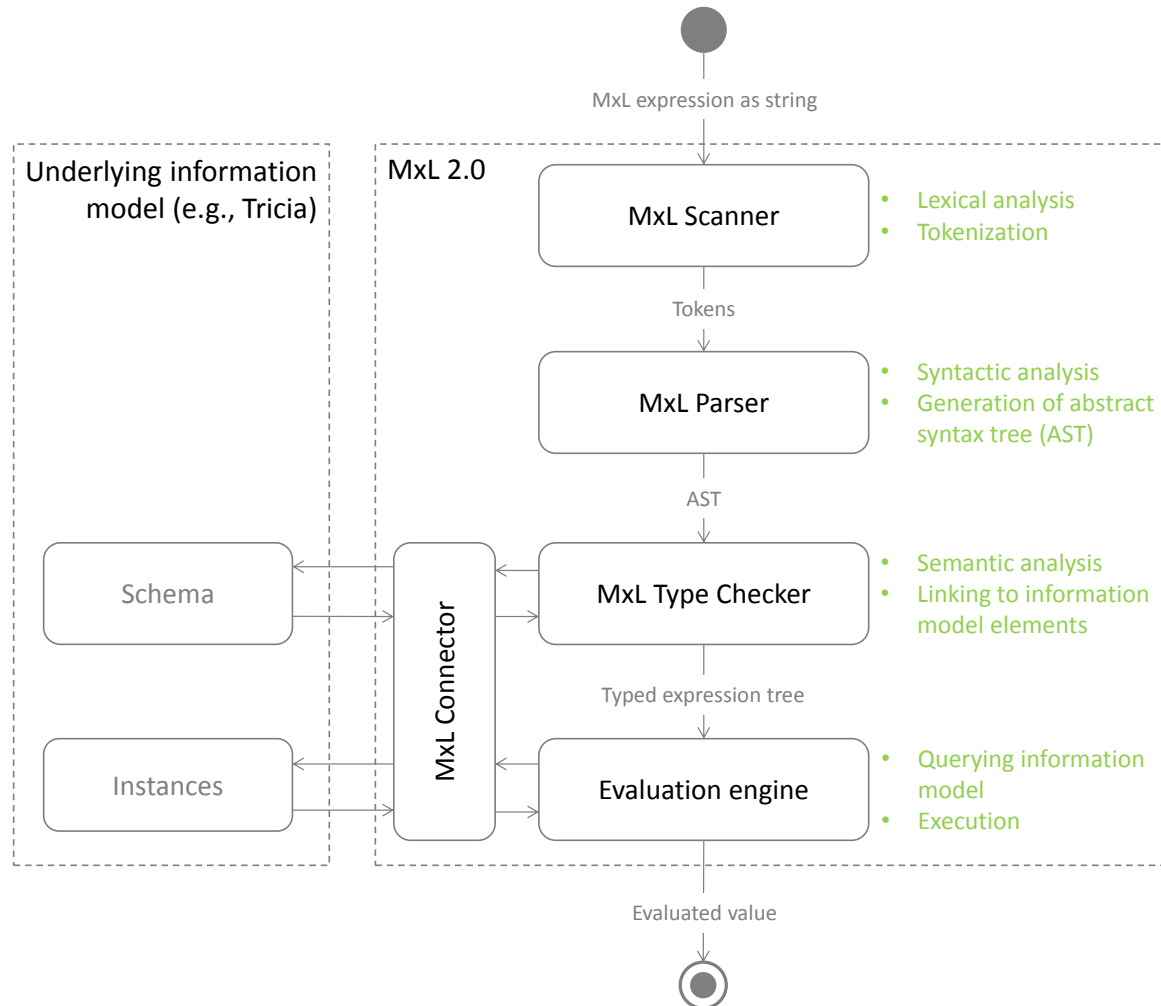 MxL expression as string
Underlying information
model (e.g., Tricia)
MxL 2.0
MxL Scanner
• Lexical analysis
• Tokenization
Tokens
MxL Parser
• Syntactic analysis
• Generation of abstract
syntax tree (AST)
AST
Schema
MxL Connector
MxL Type Checker
• Semantic analysis
• Linking to information
model elements
Typed expression tree
Instances
Evaluation engine
• Querying information
model
• Execution
Evaluated value